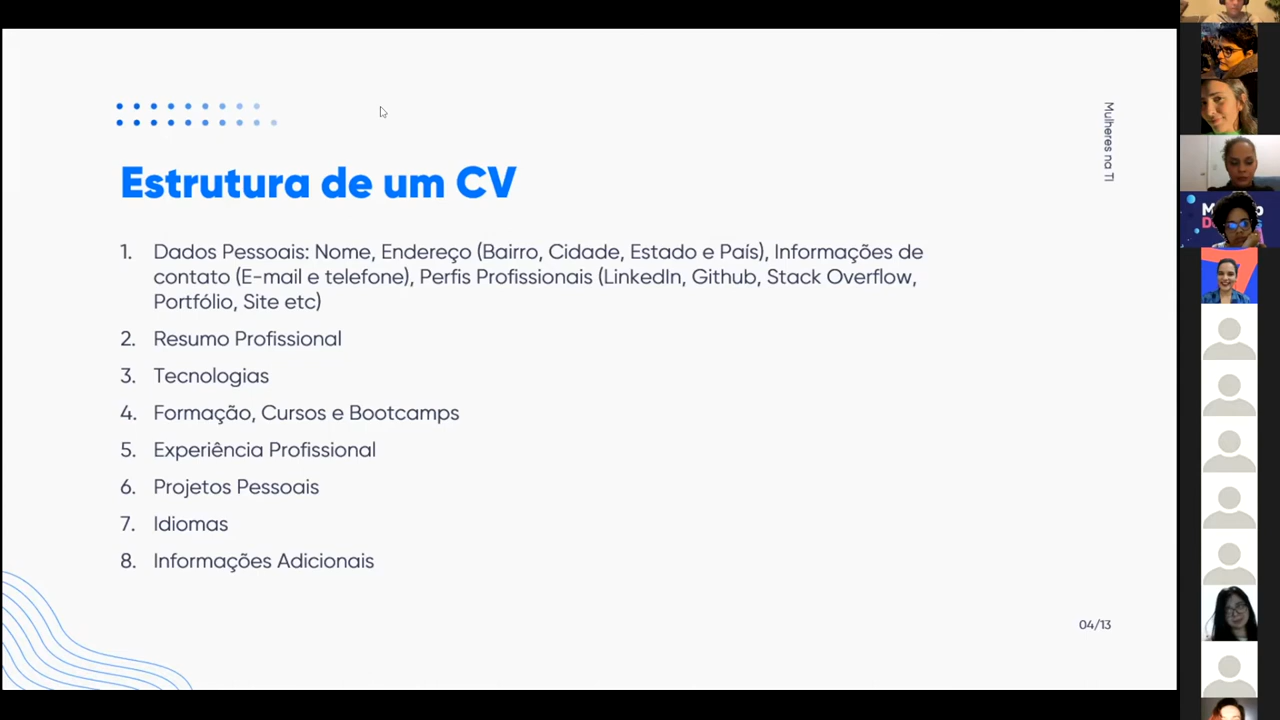 Mulheres na TI
Estrutura de um CV
1. Dados Pessoais: Nome, Endereço (Bairro, Cidade, Estado e País), Informações de
contato (E-mail e telefone), Perfis Profissionais (LinkedIn, Github, Stack Overflow,
Portfólio, Site etc)
2. Resumo Profissional
3. Tecnologias
4. Formação, Cursos e Bootcamps
5. Experiência Profissional
6. Projetos Pessoais
7. Idiomas
8. Informações Adicionais
04/13